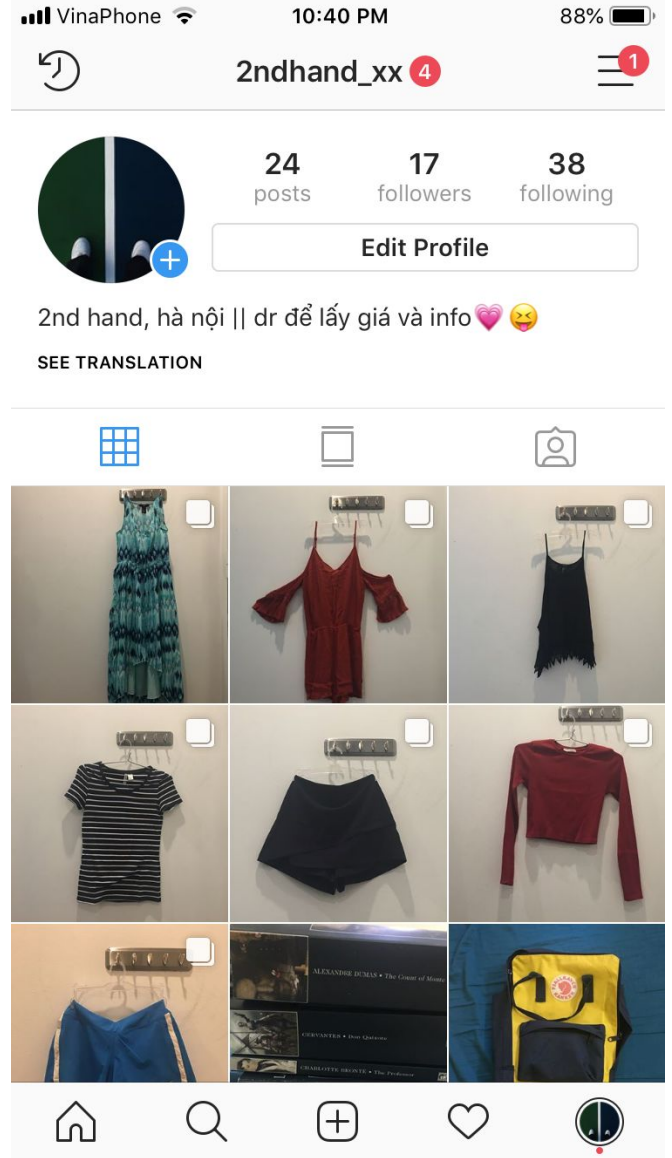 VinaPhone 10:40 PM 88%
2ndhand_xx 4 1
24 17 38
posts followers following
Edit Profile
2nd hand, hà nội || dr để lấy giá và info💗😝
SEE TRANSLATION
ALEXANDRE DUMAS • The Count of Monte
CERVANTES • Don Quixote
CHARLOTTE BRONTË • The Professor